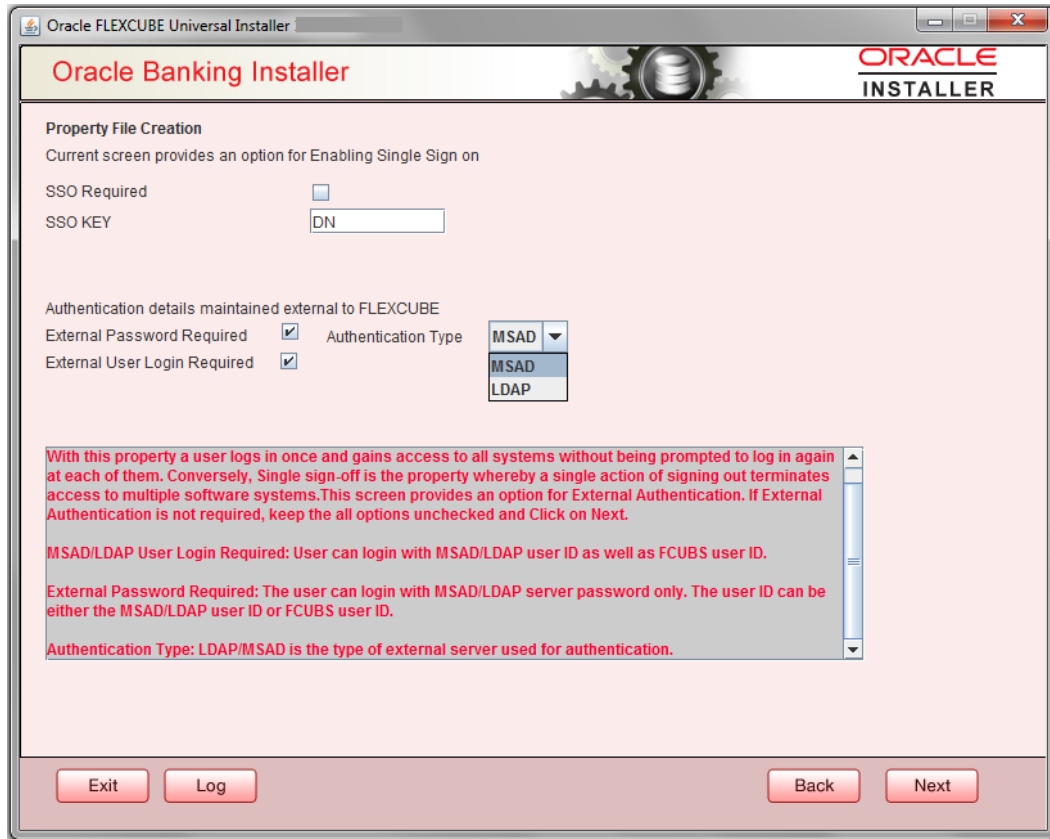 Oracle FLEXCUBE Universal Installer
Oracle Banking Installer
ORACLE
INSTALLER
Property File Creation
Current screen provides an option for Enabling Single Sign on
SSO Required
SSO KEY
DN
Authentication details maintained external to FLEXCUBE
External Password Required
Authentication Type
MSAD
External User Login Required
MSAD
LDAP
With this property a user logs in once and gains access to all systems without being prompted to log in again
at each of them. Conversely, Single sign-off is the property whereby a single action of signing out terminates
access to multiple software systems.This screen provides an option for External Authentication. If External
Authentication is not required, keep the all options unchecked and Click on Next.
MSAD/LDAP User Login Required: User can login with MSAD/LDAP user ID as well as FCUBS user ID.
External Password Required: The user can login with MSAD/LDAP server password only. The user ID can be
either the MSAD/LDAP user ID or FCUBS user ID.
Authentication Type: LDAP/MSAD is the type of external server used for authentication.
Exit
Log
Back
Next